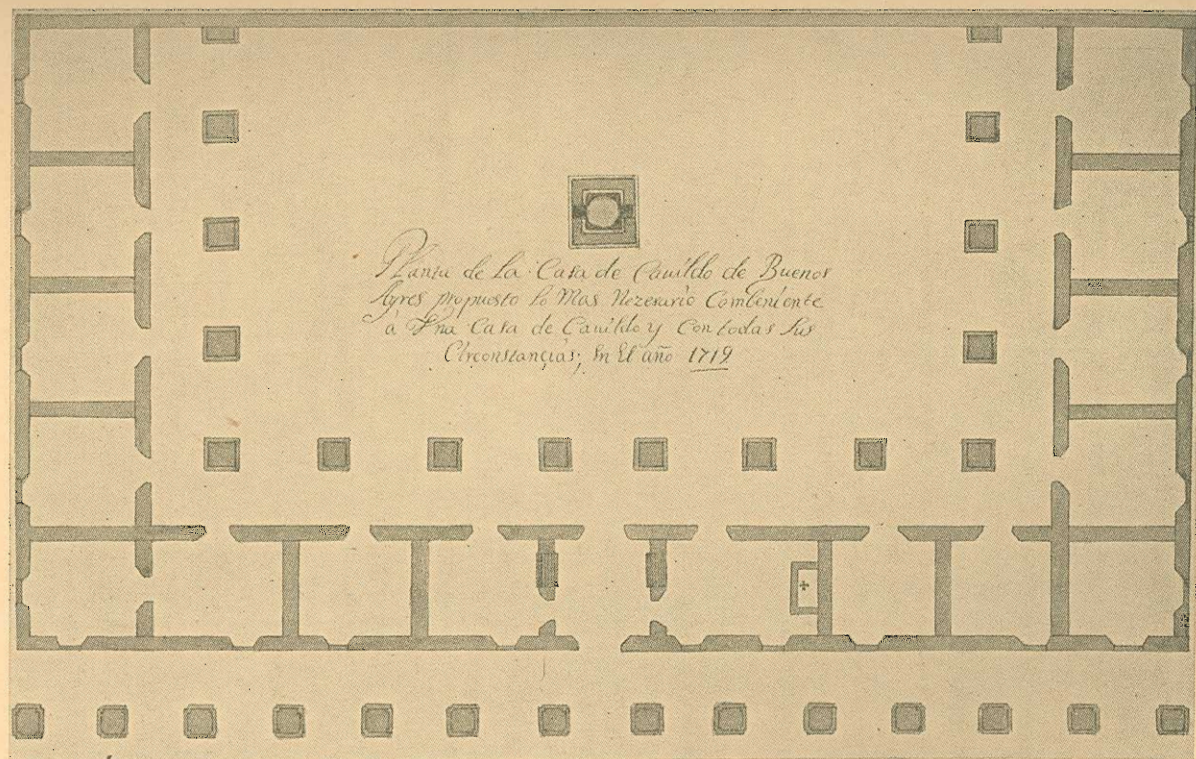 Planta de la Casa de Cauildo de Buenos
Ayres propuesto lo Mas Nezesario Combeniente
à Vna Casa de Cauildo y Con todas Sus
Circonstancias; En El año 1719